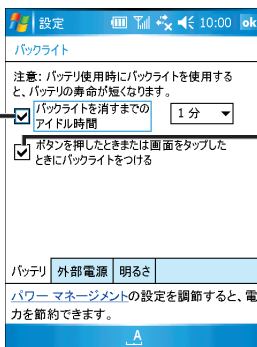 設定 10:00 ok
バックライト
注意: バッテリ使用時にバックライトを使用する
と、バッテリの寿命が短くなります。
バックライトを消すまでの
アイドル時間
1 分
ボタンを押したときまたは画面をタップした
ときにバックライトをつける
バッテリ 外部電源 明るさ
パワー マネージメントの設定を調節すると、電
力を節約できます。
A